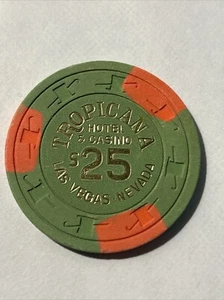 TROPICANA
HOTEL
& CASINO
$25
LAS VEGAS-NEVADA